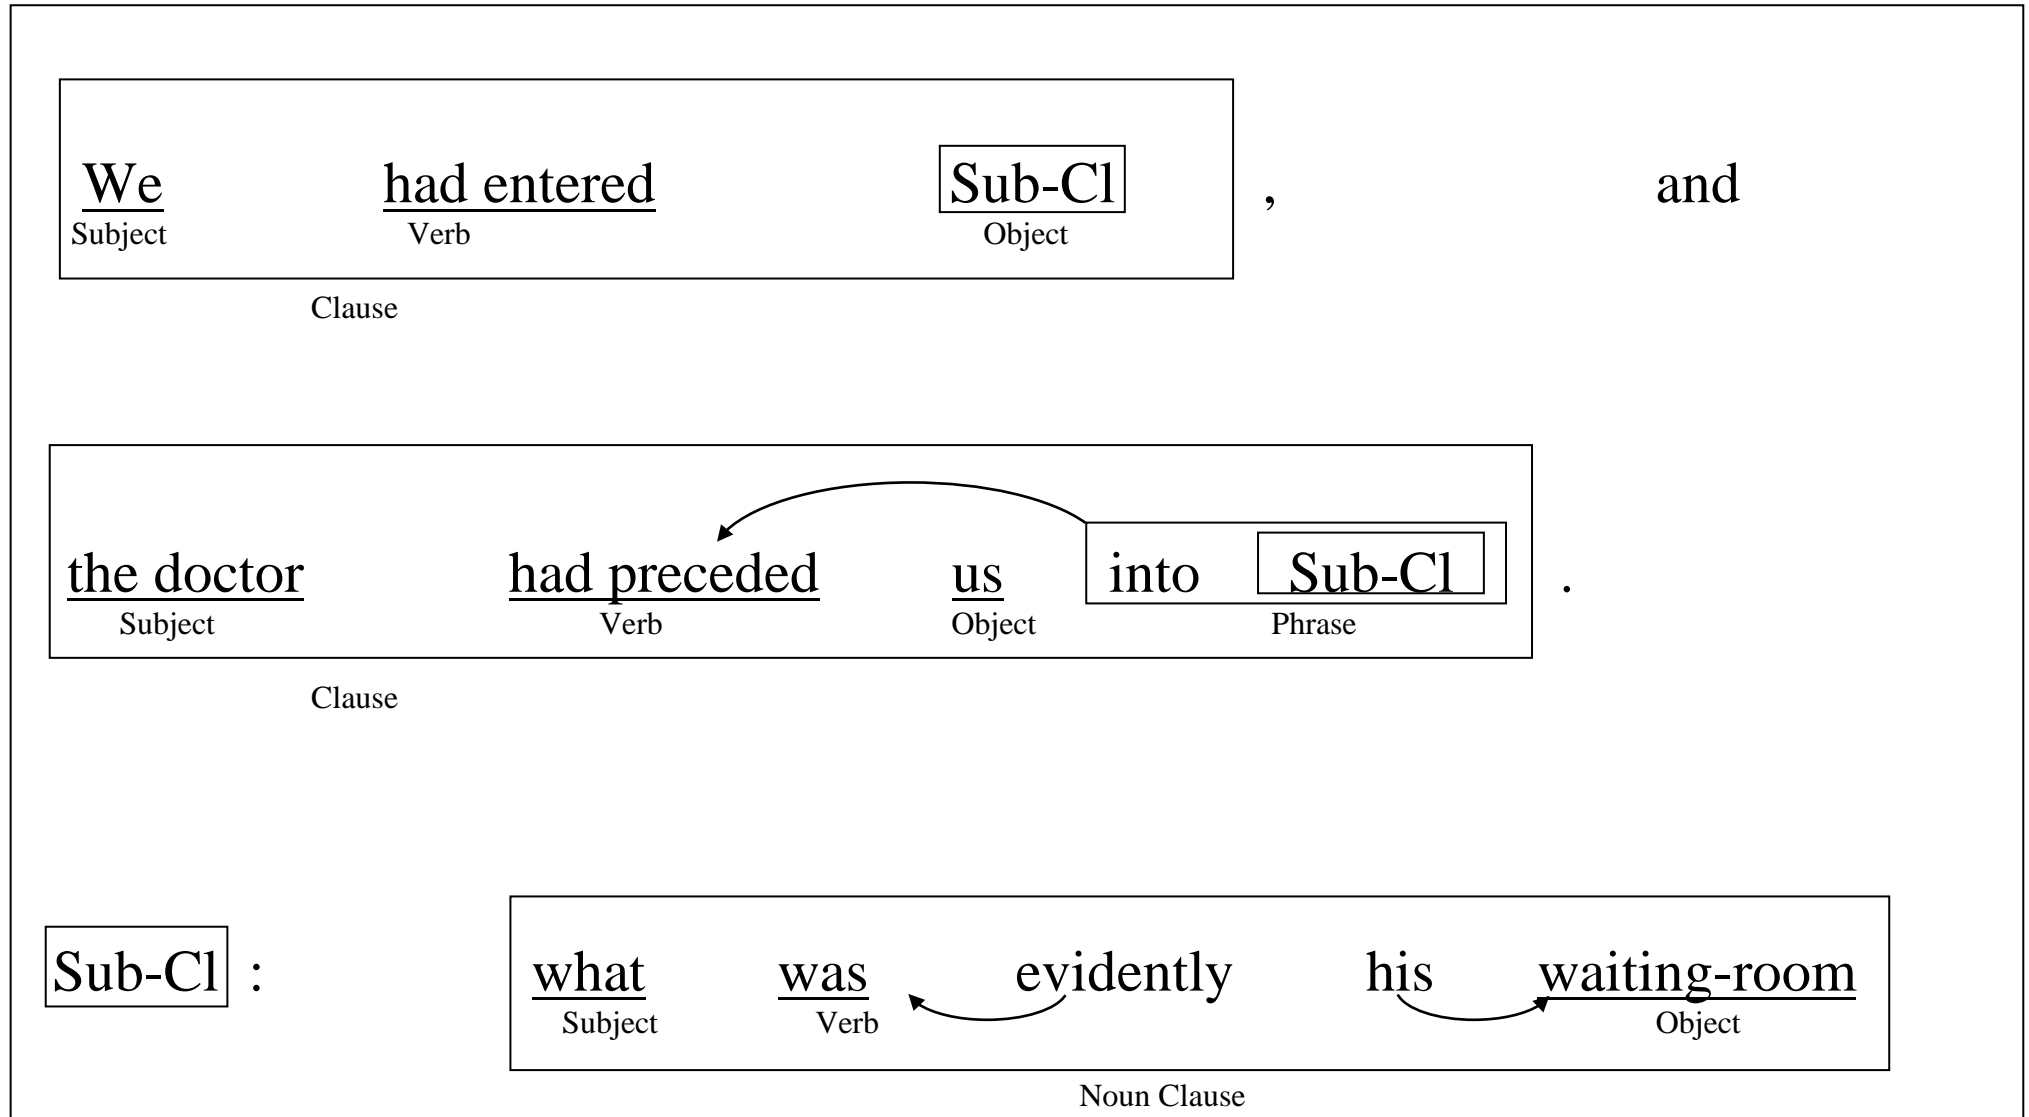 We had entered Sub-Cl , and
Subject Verb Object
Clause
the doctor had preceded us into Sub-Cl .
Subject Verb Object Phrase
Clause
Sub-Cl : what was evidently his waiting-room
Subject Verb Object
Noun Clause